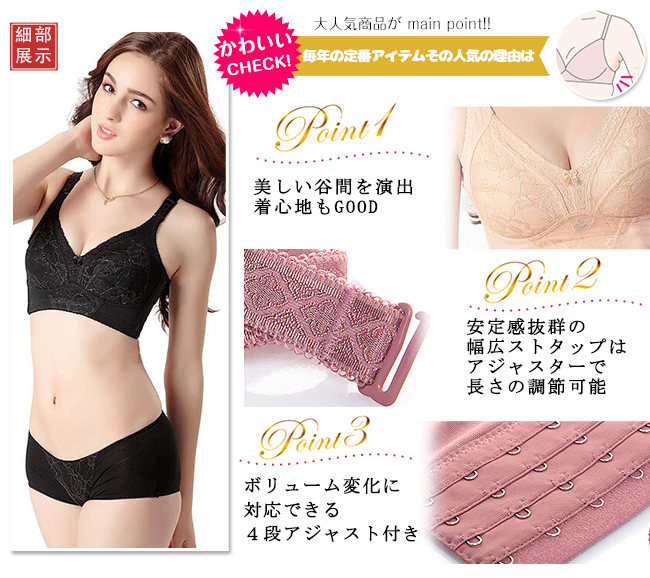 細部
展示
大人気商品が main point!!
かわいい
CHECK!
毎年の定番アイテムその人気の理由は
Point1
美しい谷間を演出
着心地もGOOD
Point2
安定感抜群の
幅広ストタップは
アジャスターで
長さの調節可能
Point3
ボリューム変化に
対応できる
４段アジャスト付き